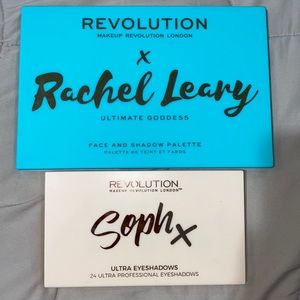 REVOLUTION
MAKEUP REVOLUTION LONDON
X
Rachel Leary
ULTIMATE GODDESS
FACE AND SHADOW PALETTE
PALETTE DE TEINT ET FARDS
REVOLUTION
MAKEUP REVOLUTION LONDON™
Soph X
ULTRA EYESHADOWS
24 ULTRA PROFESSIONAL EYESHADOWS